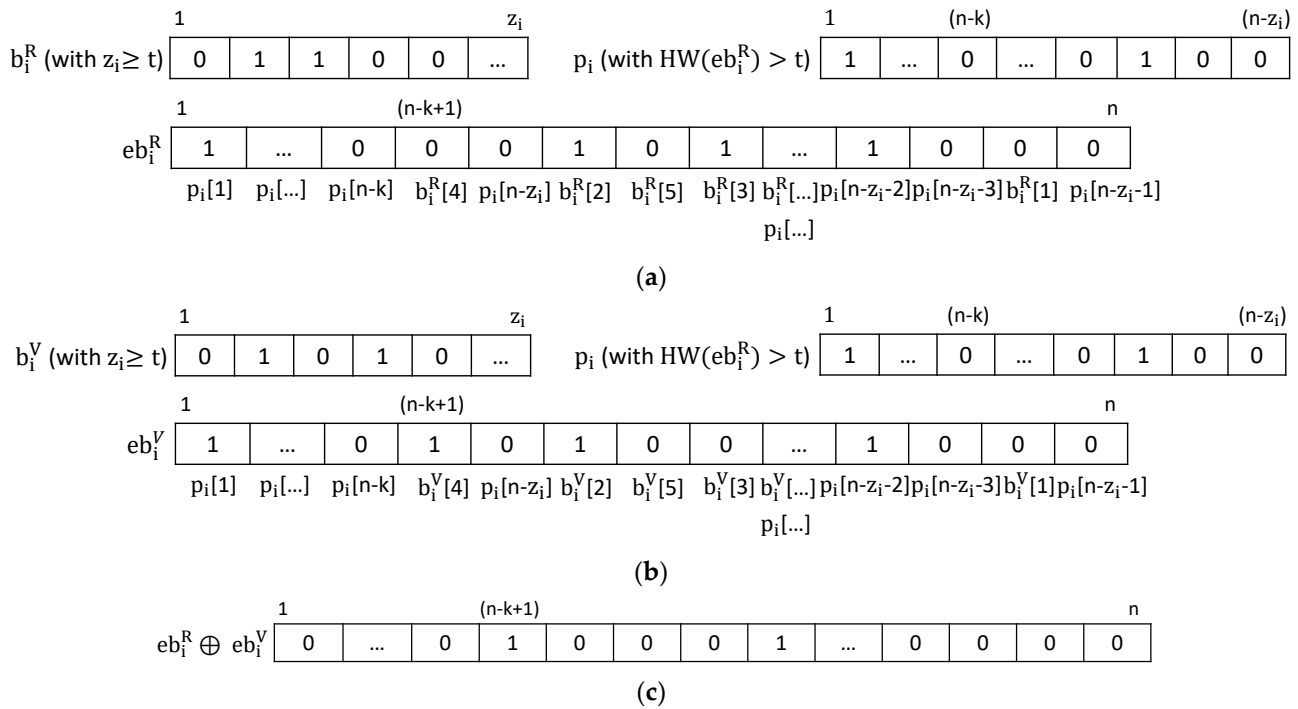 1 z_i 1 (n-k) (n-z_i)
b_i^R (with z_i≥ t) 0 1 1 0 0 ... p_i (with HW(eb_i^R) > t) 1 ... 0 ... 0 1 0 0
1 (n-k+1) n
eb_i^R 1 ... 0 0 0 1 0 1 ... 1 0 0 0
p_i[1] p_i[...] p_i[n-k] b_i^R[4] p_i[n-z_i] b_i^R[2] b_i^R[5] b_i^R[3] b_i^R[...] p_i[n-z_i-2] p_i[n-z_i-3] b_i^R[1] p_i[n-z_i-1]
p_i[...]
(a)
1 z_i 1 (n-k) (n-z_i)
b_i^V (with z_i≥ t) 0 1 0 1 0 ... p_i (with HW(eb_i^R) > t) 1 ... 0 ... 0 1 0 0
1 (n-k+1) n
eb_i^V 1 ... 0 1 0 1 0 0 ... 1 0 0 0
p_i[1] p_i[...] p_i[n-k] b_i^V[4] p_i[n-z_i] b_i^V[2] b_i^V[5] b_i^V[3] b_i^V[...] p_i[n-z_i-2] p_i[n-z_i-3] b_i^V[1] p_i[n-z_i-1]
p_i[...]
(b)
1 (n-k+1) n
eb_i^R ⊕ eb_i^V 0 ... 0 1 0 0 0 1 ... 0 0 0 0
(c)